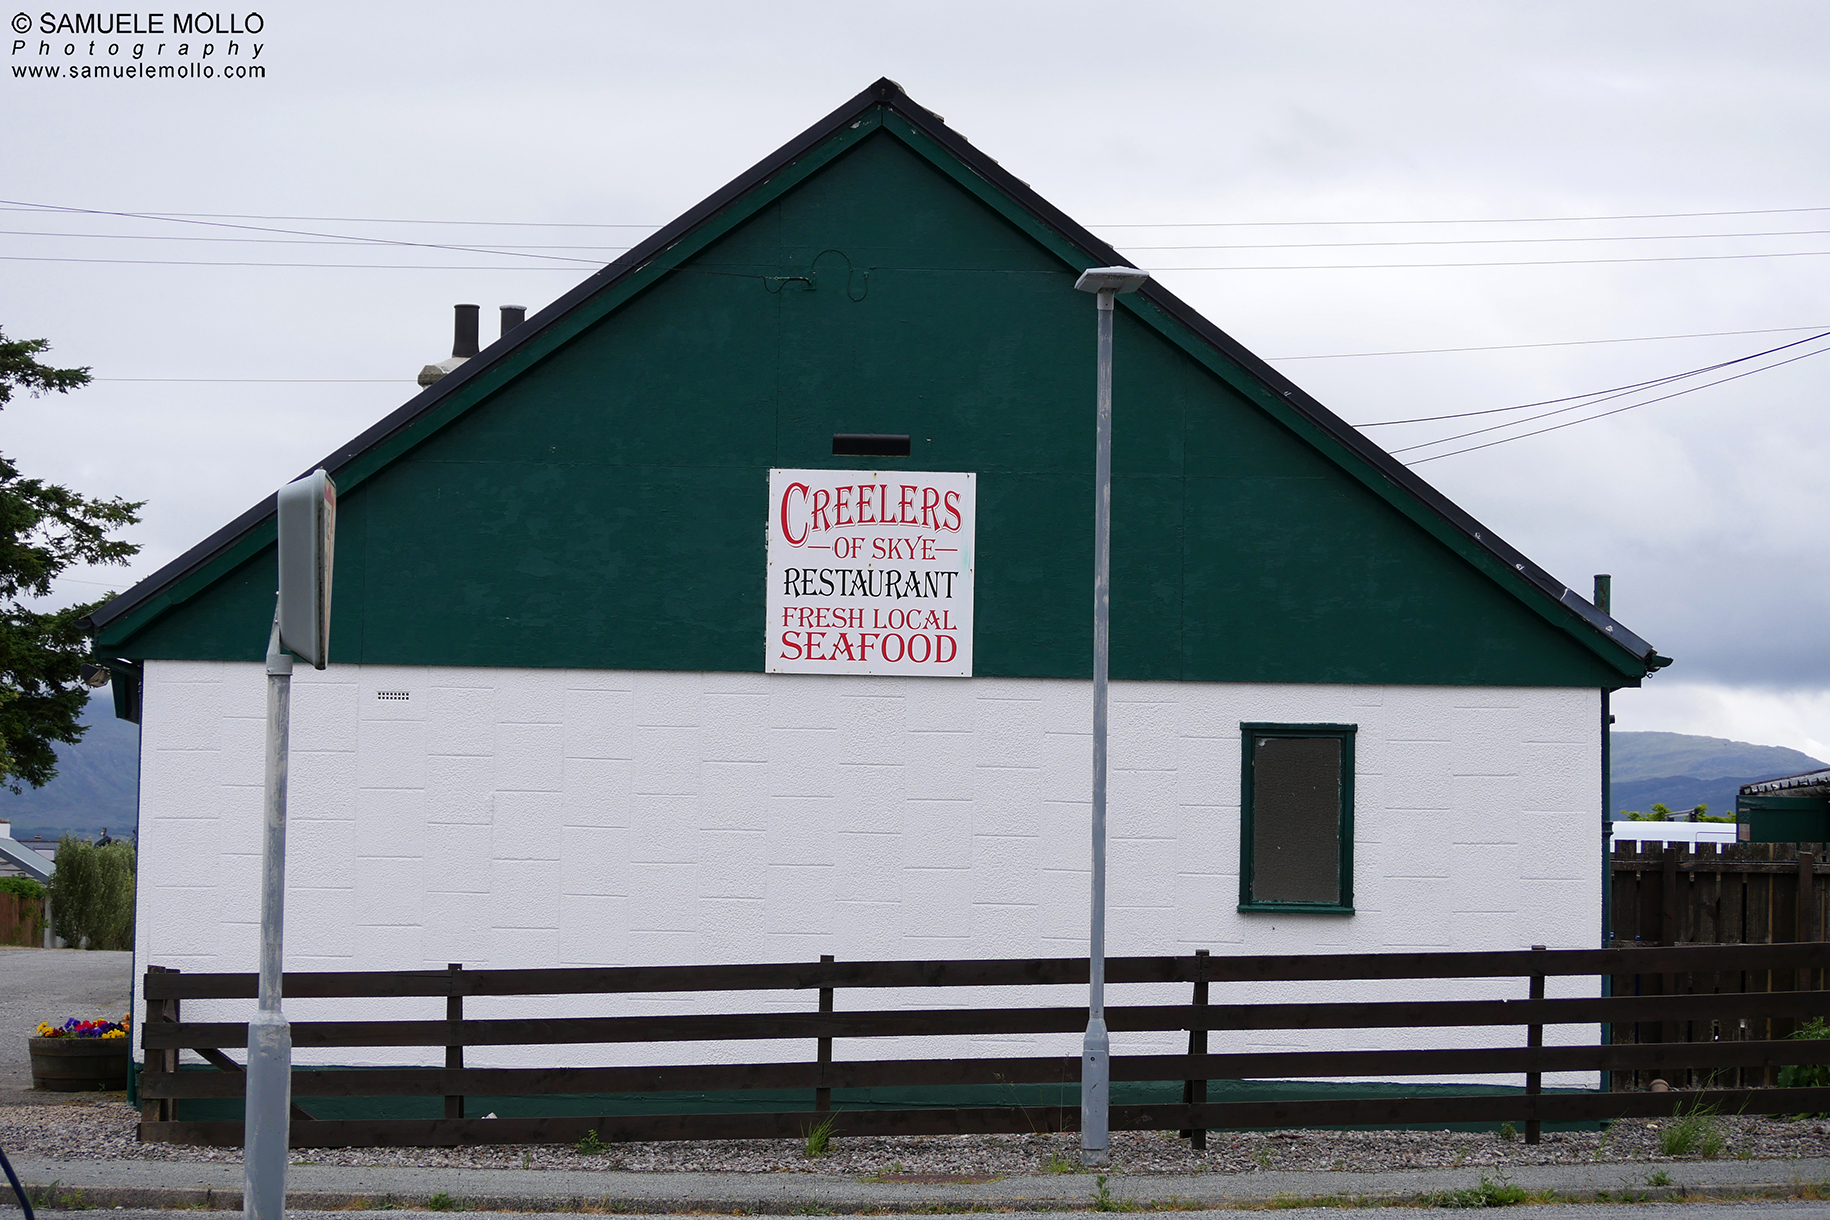 © SAMUELE MOLLO
Photography
www.samuelemollo.com
CREELERS
OF SKYE
RESTAURANT
FRESH LOCAL
SEAFOOD